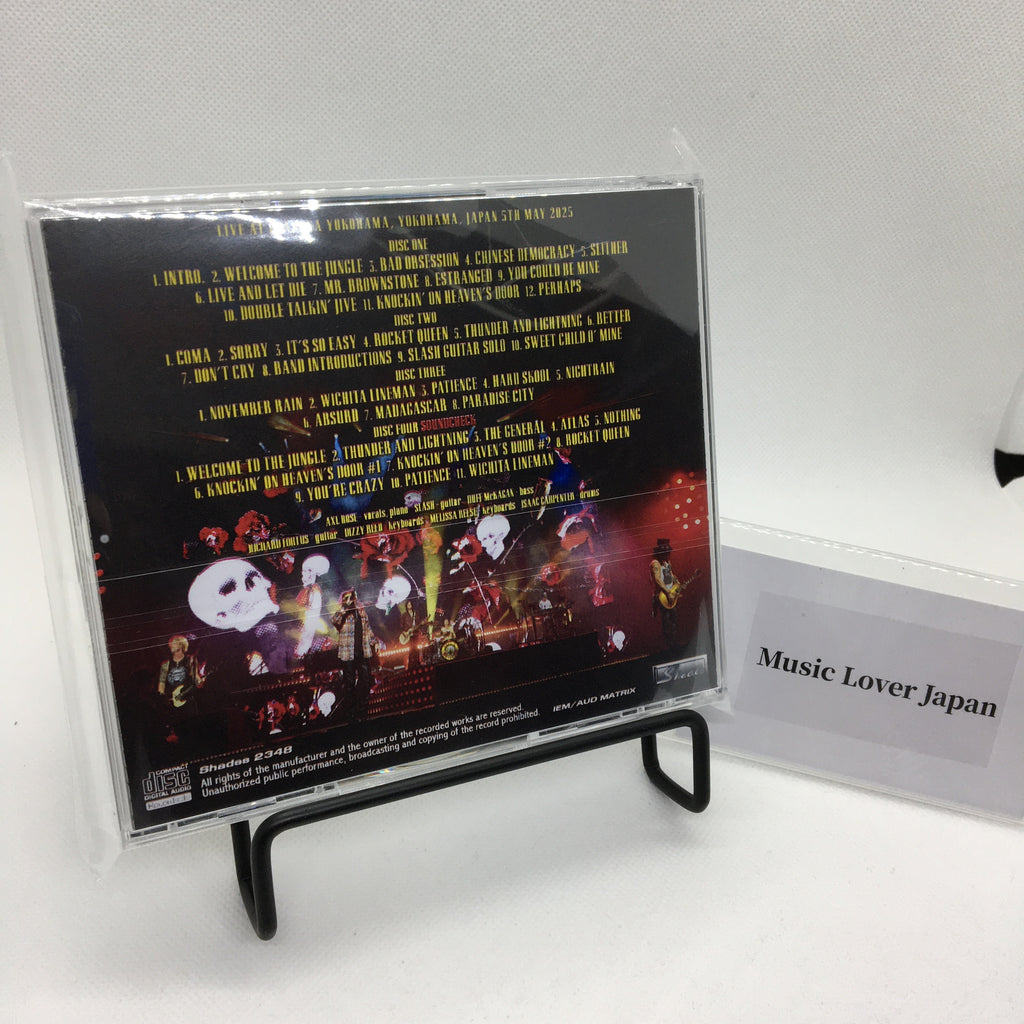 LIVE AT YOKOHAMA, YOKOHAMA, JAPAN 5TH MAY 2025
DISC ONE
1. INTRO. 2. WELCOME TO THE JUNGLE 3. BAD OBSESSION 4. CHINESE DEMOCRACY 5. SLITHER
6. LIVE AND LET DIE 7. MR. BROWNSTONE 8. ESTRANGED 9. YOU COULD BE MINE
10. DOUBLE TALKIN' JIVE 11. KNOCKIN' ON HEAVEN'S DOOR 12. PERHAPS
DISC TWO
1. COMA 2. SORRY 3. IT'S SO EASY 4. ROCKET QUEEN 5. THUNDER AND LIGHTNING 6. BETTER
7. DON'T CRY 8. BAND INTRODUCTIONS 9. SLASH GUITAR SOLO 10. SWEET CHILD O' MINE
DISC THREE
1. NOVEMBER RAIN 2. WICHITA LINEMAN 3. PATIENCE 4. HARD SKOOL 5. NIGHTRAIN
6. ABSURD 7. MADAGASCAR 8. PARADISE CITY
DISC FOUR SOUNDCHECK
1. WELCOME TO THE JUNGLE 2. THUNDER AND LIGHTNING 3. THE GENERAL 4. ATLAS 5. NOTHING
6. KNOCKIN' ON HEAVEN'S DOOR #1 7. KNOCKIN' ON HEAVEN'S DOOR #2 8. ROCKET QUEEN
9. YOU'RE CRAZY 10. PATIENCE 11. WICHITA LINEMAN
AXL ROSE - vocals, piano SLASH - guitar DUFF McKAGAN - bass
RICHARD FORTUS guitar DIZZY REED keyboards MELISSA REESE keyboards ISAAC CARPENTER drums
IEM/AUD MATRIX
Shades 2348
All rights of the manufacturer and the owner of the recorded works are reserved.
Unauthorized public performance, broadcasting and copying of the record prohibited.
COMPACT
disc
DIGITAL AUDIO
Music Lover Japan